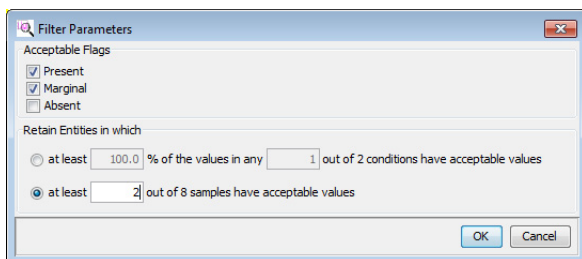 Filter Parameters
Acceptable Flags
Present
Marginal
Absent
Retain Entities in which
at least 100.0 % of the values in any 1 out of 2 conditions have acceptable values
at least 2 out of 8 samples have acceptable values
OK Cancel